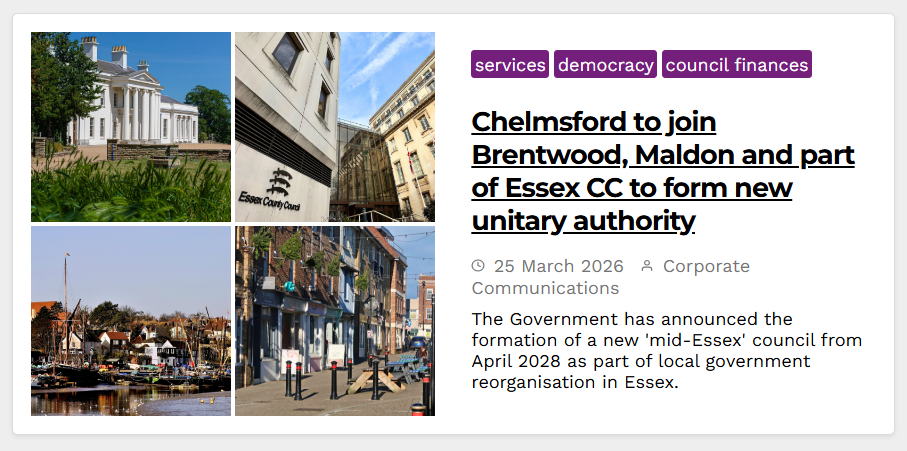 Essex County Council
services democracy council finances
Chelmsford to join
Brentwood, Maldon and part
of Essex CC to form new
unitary authority
25 March 2026 Corporate
Communications
The Government has announced the
formation of a new 'mid-Essex' council from
April 2028 as part of local government
reorganisation in Essex.